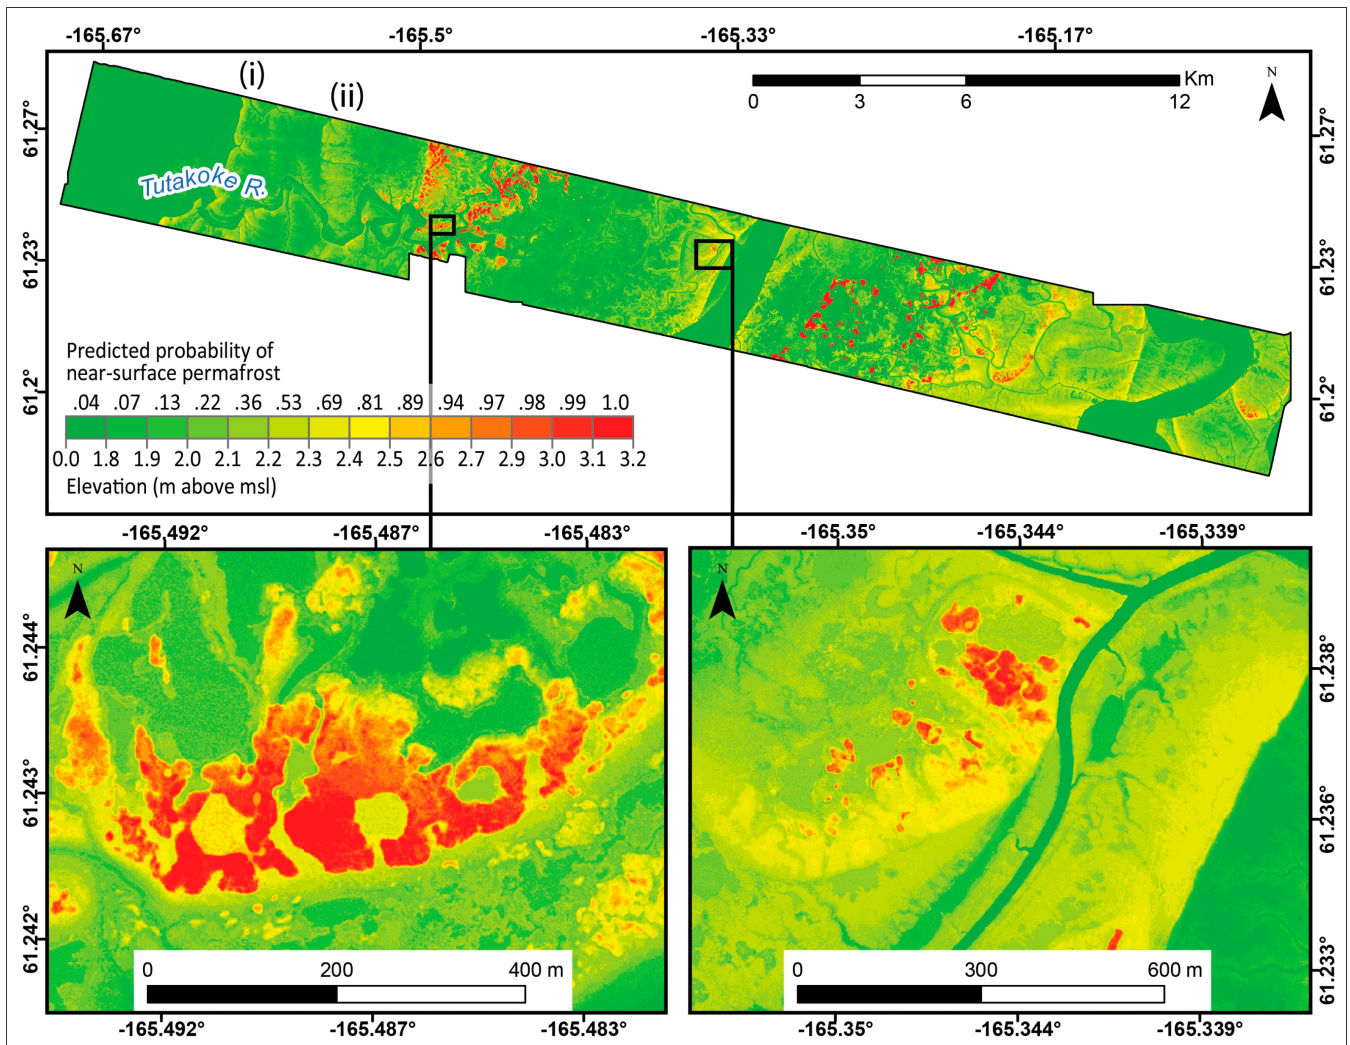 -165.67° -165.5° -165.33° -165.17°
(i)
(ii)
Km
0 3 6 12
N
61.27°
61.23°
61.2°
61.27°
61.23°
61.2°
Tutakoke R.
Predicted probability of
near-surface permafrost
.04 .07 .13 .22 .36 .53 .69 .81 .89 .94 .97 .98 .99 1.0
0.0 1.8 1.9 2.0 2.1 2.2 2.3 2.4 2.5 2.6 2.7 2.9 3.0 3.1 3.2
Elevation (m above msl)
-165.492° -165.487° -165.483°
N
61.244°
61.243°
61.242°
0 200 400 m
-165.492° -165.487° -165.483°
-165.35° -165.344° -165.339°
N
61.238°
61.236°
61.233°
0 300 600 m
-165.35° -165.344° -165.339°